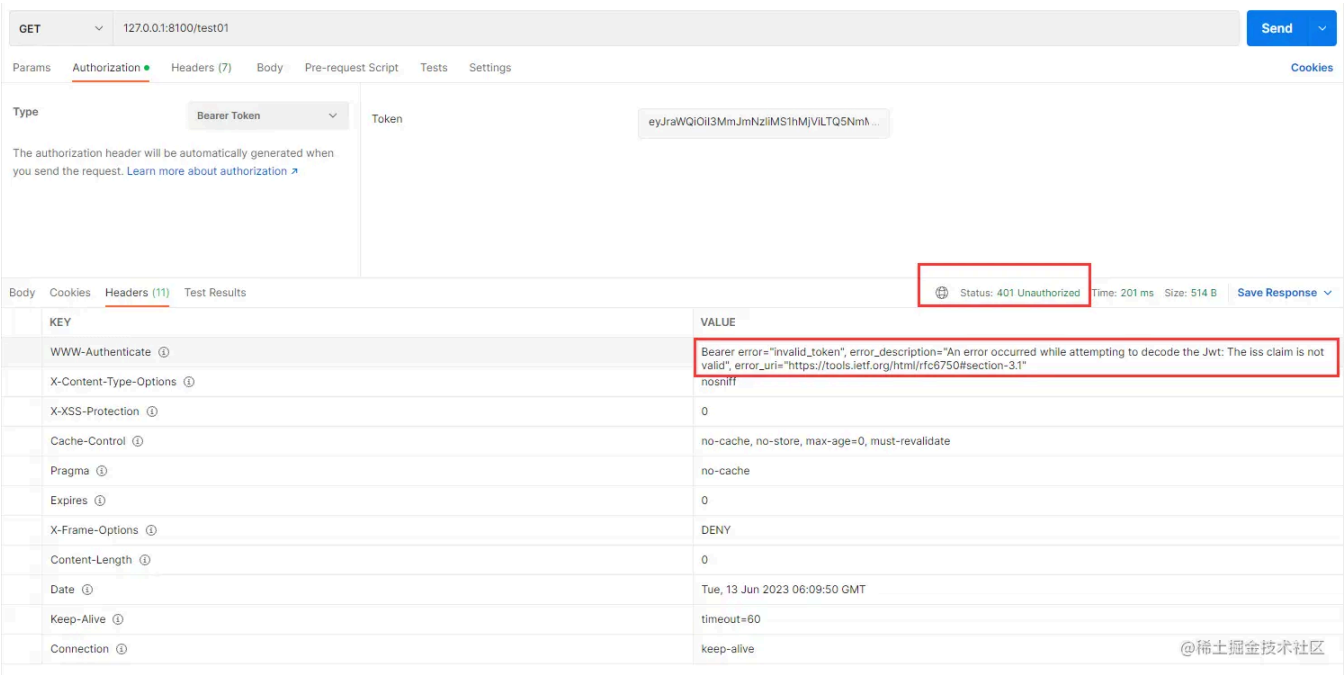 GET 127.0.0.1:8100/test01 Send
Params Authorization Headers (7) Body Pre-request Script Tests Settings Cookies
Type Bearer Token Token eyJraWQiOiI3MmJmNzliMS1hMjViLTQ5NmM...
The authorization header will be automatically generated when
you send the request. Learn more about authorization ↗
Body Cookies Headers (11) Test Results Status: 401 Unauthorized Time: 201 ms Size: 514 B Save Response
KEY VALUE
WWW-Authenticate Bearer error="invalid_token", error_description="An error occurred while attempting to decode the Jwt: The iss claim is not
valid", error_uri="https://tools.ietf.org/html/rfc6750#section-3.1"
X-Content-Type-Options nosniff
X-XSS-Protection 0
Cache-Control no-cache, no-store, max-age=0, must-revalidate
Pragma no-cache
Expires 0
X-Frame-Options DENY
Content-Length 0
Date Tue, 13 Jun 2023 06:09:50 GMT
Keep-Alive timeout=60
Connection keep-alive
@稀土掘金技术社区